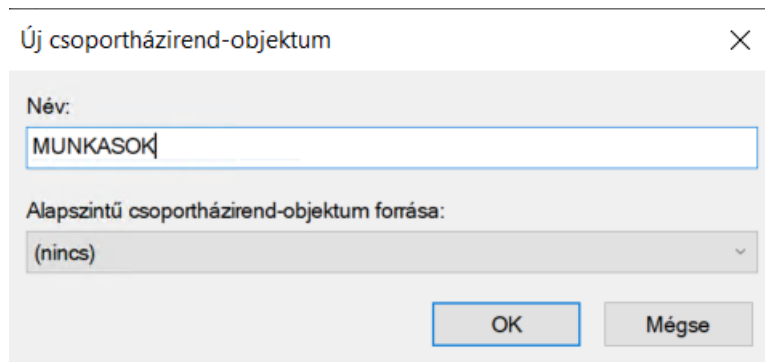 Új csoportházirend-objektum
Név:
MUNKASOK
Alapszintű csoportházirend-objektum forrása:
(nincs)
OK Mégse